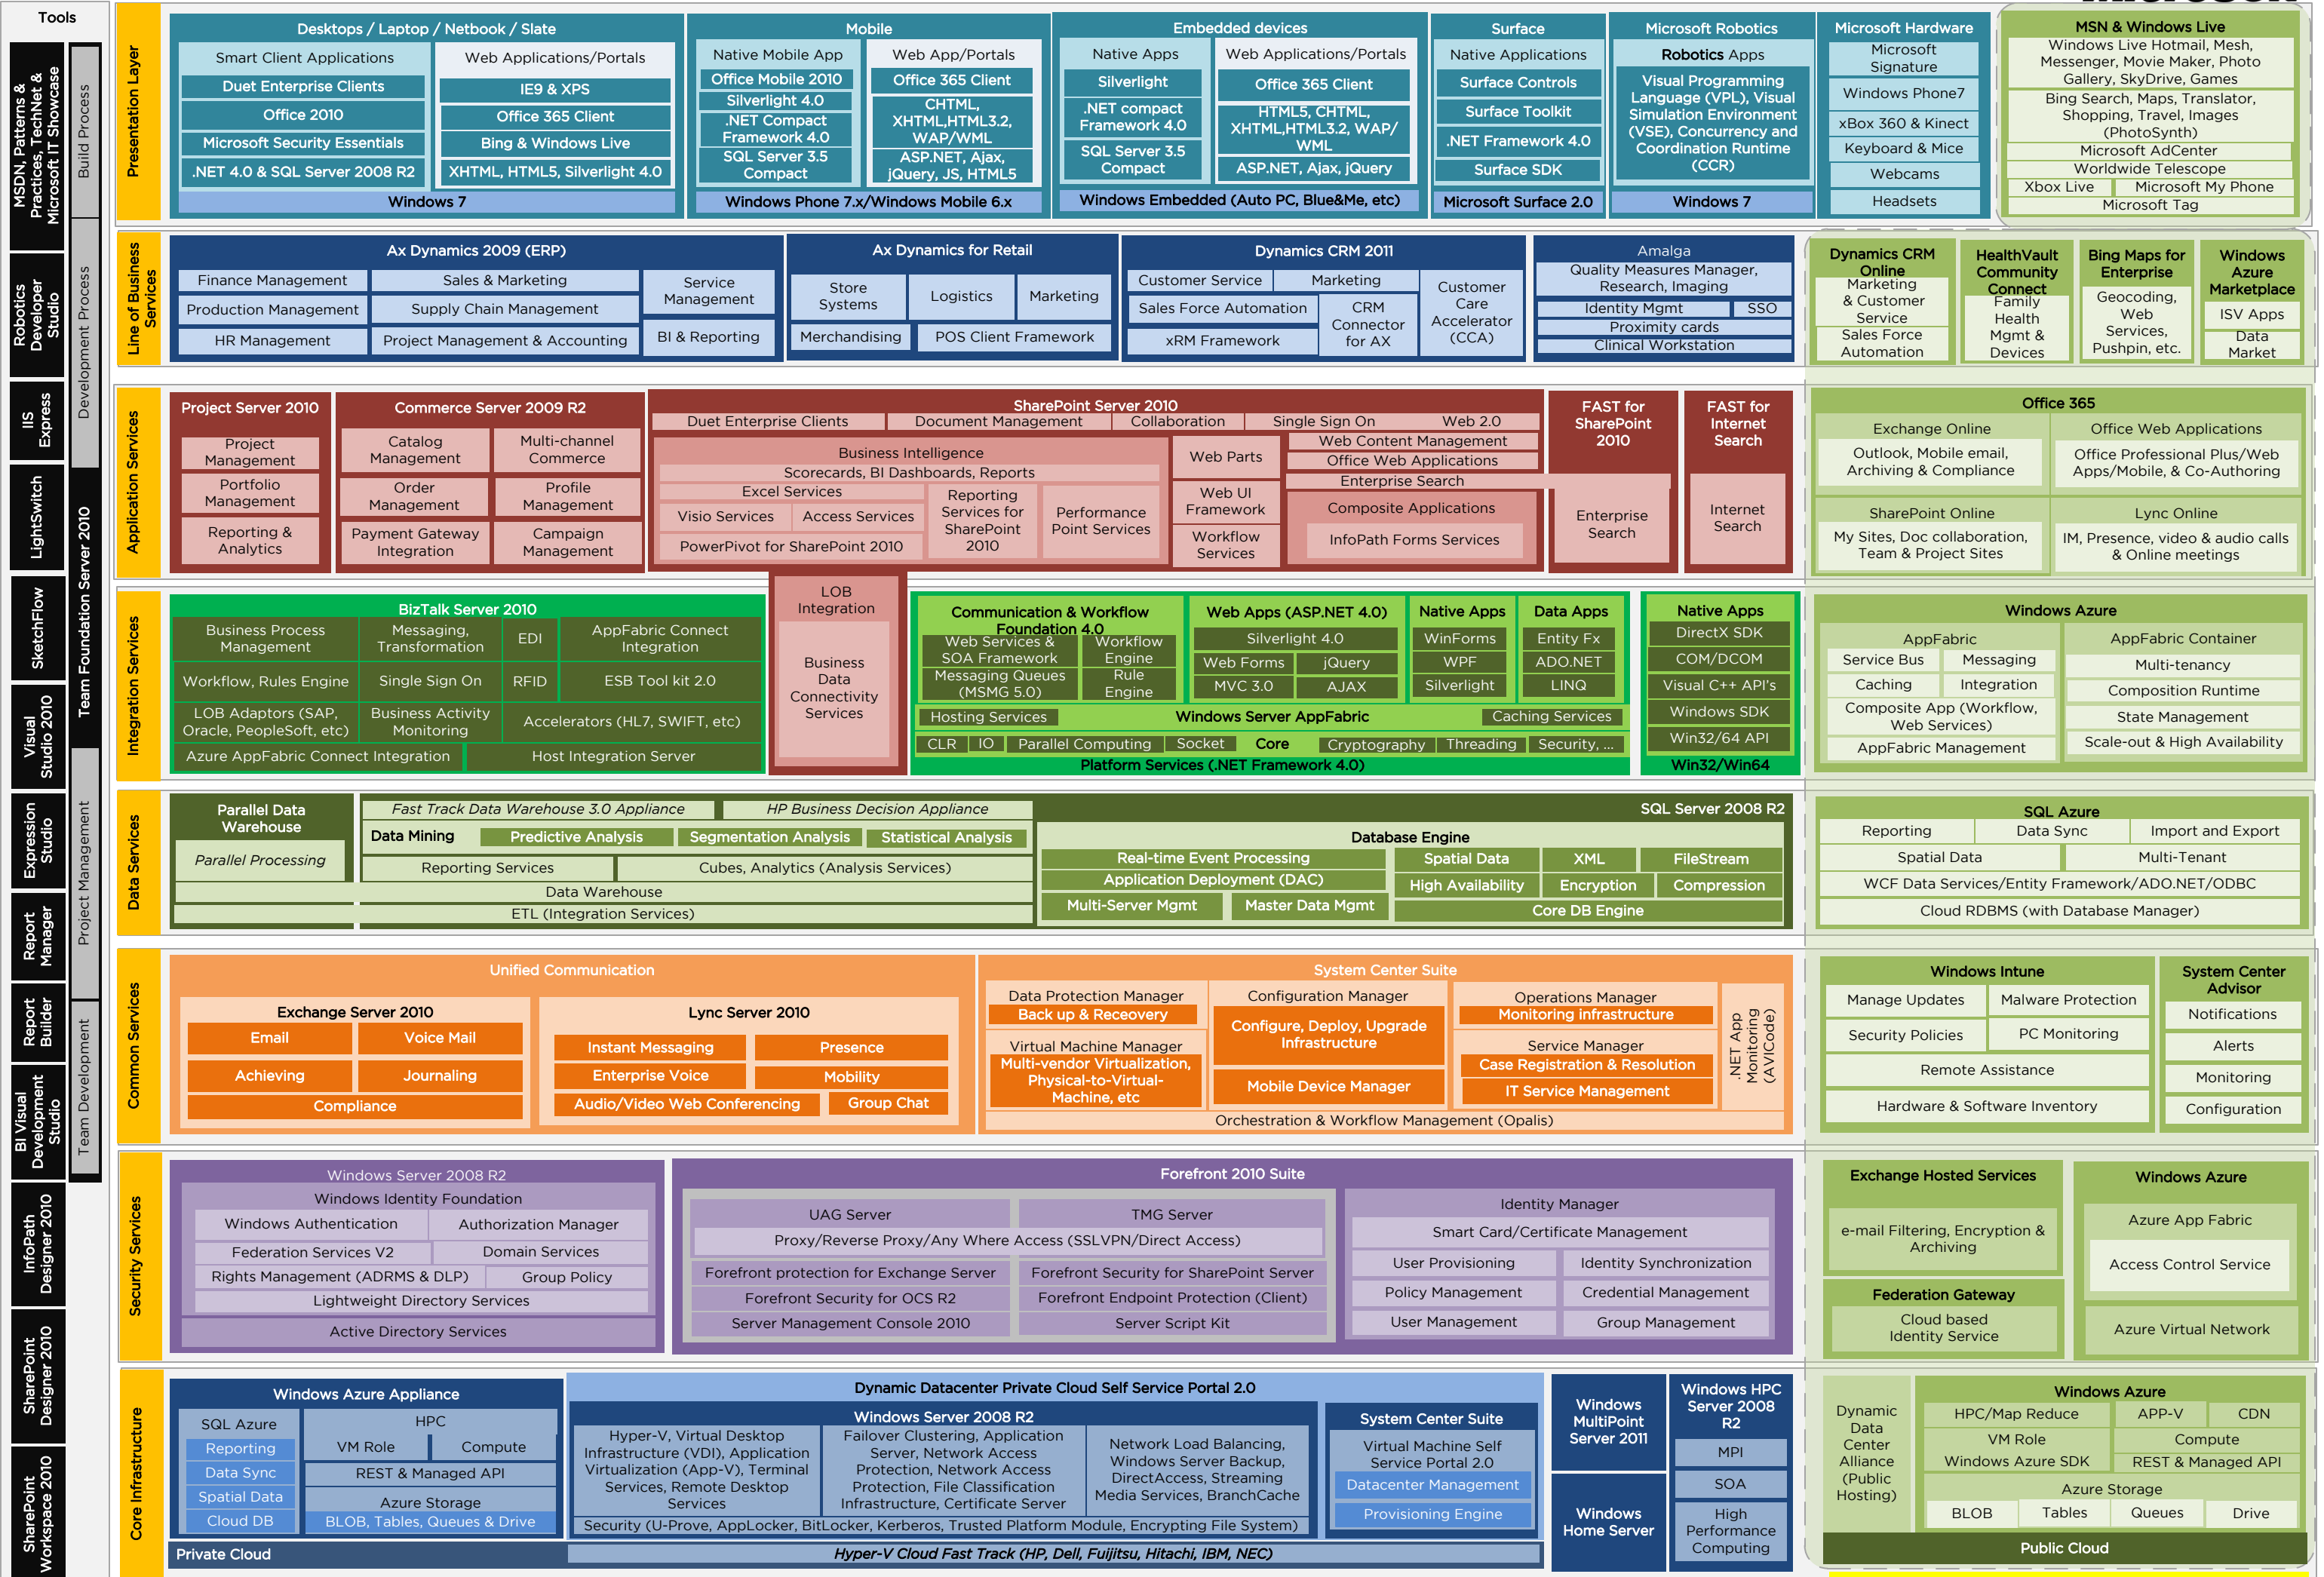 Tools
MSDN, Patterns &
Practices, TechNet &
Microsoft IT Showcase
Robotics
Developer
Studio
IIS
Express
LightSwitch
SketchFlow
Visual
Studio 2010
Expression
Studio
Report
Manager
Report
Builder
BI Visual
Development
Studio
InfoPath
Designer 2010
SharePoint
Designer 2010
SharePoint
Workspace 2010
Build Process
Development Process
Team Foundation Server 2010
Project Management
Team Development
Presentation Layer
Desktops / Laptop / Netbook / Slate
Smart Client Applications
Duet Enterprise Clients
Office 2010
Microsoft Security Essentials
.NET 4.0 & SQL Server 2008 R2
Web Applications/Portals
IE9 & XPS
Office 365 Client
Bing & Windows Live
XHTML, HTML5, Silverlight 4.0
Windows 7
Mobile
Native Mobile App
Office Mobile 2010
Silverlight 4.0
.NET Compact
Framework 4.0
SQL Server 3.5
Compact
Web App/Portals
Office 365 Client
CHTML,
XHTML,HTML3.2,
WAP/WML
ASP.NET, Ajax,
jQuery, JS, HTML5
Windows Phone 7.x/Windows Mobile 6.x
Embedded devices
Native Apps
Silverlight
.NET compact
Framework 4.0
SQL Server 3.5
Compact
Web Applications/Portals
Office 365 Client
HTML5, CHTML,
XHTML,HTML3.2, WAP/
WML
ASP.NET, Ajax, jQuery
Windows Embedded (Auto PC, Blue&Me, etc)
Surface
Native Applications
Surface Controls
Surface Toolkit
.NET Framework 4.0
Surface SDK
Microsoft Surface 2.0
Microsoft Robotics
Robotics Apps
Visual Programming
Language (VPL), Visual
Simulation Environment
(VSE), Concurrency and
Coordination Runtime
(CCR)
Windows 7
Microsoft Hardware
Microsoft
Signature
Windows Phone7
xBox 360 & Kinect
Keyboard & Mice
Webcams
Headsets
MSN & Windows Live
Windows Live Hotmail, Mesh,
Messenger, Movie Maker, Photo
Gallery, SkyDrive, Games
Bing Search, Maps, Translator,
Shopping, Travel, Images
(PhotoSynth)
Microsoft AdCenter
Worldwide Telescope
Xbox Live
Microsoft My Phone
Microsoft Tag
Line of Business
Services
Ax Dynamics 2009 (ERP)
Finance Management
Sales & Marketing
Service
Management
Production Management
Supply Chain Management
HR Management
Project Management & Accounting
BI & Reporting
Ax Dynamics for Retail
Store
Systems
Logistics
Marketing
Merchandising
POS Client Framework
Dynamics CRM 2011
Customer Service
Marketing
Customer
Care
Accelerator
(CCA)
Sales Force Automation
CRM
Connector
for AX
xRM Framework
Amalga
Quality Measures Manager,
Research, Imaging
Identity Mgmt
SSO
Proximity cards
Clinical Workstation
Dynamics CRM
Online
Marketing
& Customer
Service
Sales Force
Automation
HealthVault
Community
Connect
Family
Health
Mgmt &
Devices
Bing Maps for
Enterprise
Geocoding,
Web
Services,
Pushpin, etc.
Windows
Azure
Marketplace
ISV Apps
Data
Market
Application Services
Project Server 2010
Project
Management
Portfolio
Management
Reporting &
Analytics
Commerce Server 2009 R2
Catalog
Management
Multi-channel
Commerce
Order
Management
Profile
Management
Payment Gateway
Integration
Campaign
Management
SharePoint Server 2010
Duet Enterprise Clients
Document Management
Collaboration
Single Sign On
Web 2.0
Business Intelligence
Scorecards, BI Dashboards, Reports
Excel Services
Visio Services
Access Services
PowerPivot for SharePoint 2010
Reporting
Services for
SharePoint
2010
Performance
Point Services
Web Parts
Web UI
Framework
Workflow
Services
Web Content Management
Office Web Applications
Enterprise Search
Composite Applications
InfoPath Forms Services
FAST for
SharePoint
2010
Enterprise
Search
FAST for
Internet
Search
Internet
Search
Office 365
Exchange Online
Outlook, Mobile email,
Archiving & Compliance
Office Web Applications
Office Professional Plus/Web
Apps/Mobile, & Co-Authoring
SharePoint Online
My Sites, Doc collaboration,
Team & Project Sites
Lync Online
IM, Presence, video & audio calls
& Online meetings
Integration Services
BizTalk Server 2010
Business Process
Management
Messaging,
Transformation
EDI
AppFabric Connect
Integration
Workflow, Rules Engine
Single Sign On
RFID
ESB Tool kit 2.0
LOB Adaptors (SAP,
Oracle, PeopleSoft, etc)
Business Activity
Monitoring
Accelerators (HL7, SWIFT, etc)
Azure AppFabric Connect Integration
Host Integration Server
LOB
Integration
Business
Data
Connectivity
Services
Communication & Workflow
Foundation 4.0
Web Services &
SOA Framework
Workflow
Engine
Messaging Queues
(MSMG 5.0)
Rule
Engine
Web Apps (ASP.NET 4.0)
Silverlight 4.0
Web Forms
jQuery
MVC 3.0
AJAX
Native Apps
WinForms
WPF
Silverlight
Data Apps
Entity Fx
ADO.NET
LINQ
Hosting Services
Windows Server AppFabric
Caching Services
CLR
IO
Parallel Computing
Socket
Core
Cryptography
Threading
Security, ...
Platform Services (.NET Framework 4.0)
Native Apps
DirectX SDK
COM/DCOM
Visual C++ API's
Windows SDK
Win32/64 API
Win32/Win64
Windows Azure
AppFabric
Service Bus
Messaging
Caching
Integration
Composite App (Workflow,
Web Services)
AppFabric Management
AppFabric Container
Multi-tenancy
Composition Runtime
State Management
Scale-out & High Availability
Data Services
Parallel Data
Warehouse
Parallel Processing
Fast Track Data Warehouse 3.0 Appliance
HP Business Decision Appliance
SQL Server 2008 R2
Data Mining
Predictive Analysis
Segmentation Analysis
Statistical Analysis
Reporting Services
Cubes, Analytics (Analysis Services)
Data Warehouse
ETL (Integration Services)
Database Engine
Real-time Event Processing
Spatial Data
XML
FileStream
Application Deployment (DAC)
High Availability
Encryption
Compression
Multi-Server Mgmt
Master Data Mgmt
Core DB Engine
SQL Azure
Reporting
Data Sync
Import and Export
Spatial Data
Multi-Tenant
WCF Data Services/Entity Framework/ADO.NET/ODBC
Cloud RDBMS (with Database Manager)
Common Services
Unified Communication
Exchange Server 2010
Email
Voice Mail
Achieving
Journaling
Compliance
Lync Server 2010
Instant Messaging
Presence
Enterprise Voice
Mobility
Audio/Video Web Conferencing
Group Chat
System Center Suite
Data Protection Manager
Back up & Receovery
Virtual Machine Manager
Multi-vendor Virtualization,
Physical-to-Virtual-
Machine, etc
Configuration Manager
Configure, Deploy, Upgrade
Infrastructure
Mobile Device Manager
Operations Manager
Monitoring infrastructure
Service Manager
Case Registration & Resolution
IT Service Management
.NET App
Monitoring
(AVICode)
Orchestration & Workflow Management (Opalis)
Windows Intune
Manage Updates
Malware Protection
Security Policies
PC Monitoring
Remote Assistance
Hardware & Software Inventory
System Center
Advisor
Notifications
Alerts
Monitoring
Configuration
Security Services
Windows Server 2008 R2
Windows Identity Foundation
Windows Authentication
Authorization Manager
Federation Services V2
Domain Services
Rights Management (ADRMS & DLP)
Group Policy
Lightweight Directory Services
Active Directory Services
Forefront 2010 Suite
UAG Server
TMG Server
Proxy/Reverse Proxy/Any Where Access (SSLVPN/Direct Access)
Forefront protection for Exchange Server
Forefront Security for SharePoint Server
Forefront Security for OCS R2
Forefront Endpoint Protection (Client)
Server Management Console 2010
Server Script Kit
Identity Manager
Smart Card/Certificate Management
User Provisioning
Identity Synchronization
Policy Management
Credential Management
User Management
Group Management
Exchange Hosted Services
e-mail Filtering, Encryption &
Archiving
Federation Gateway
Cloud based
Identity Service
Windows Azure
Azure App Fabric
Access Control Service
Azure Virtual Network
Core Infrastructure
Windows Azure Appliance
SQL Azure
Reporting
Data Sync
Spatial Data
Cloud DB
HPC
VM Role
Compute
REST & Managed API
Azure Storage
BLOB, Tables, Queues & Drive
Dynamic Datacenter Private Cloud Self Service Portal 2.0
Windows Server 2008 R2
Hyper-V, Virtual Desktop
Infrastructure (VDI), Application
Virtualization (App-V), Terminal
Services, Remote Desktop
Services
Failover Clustering, Application
Server, Network Access
Protection, Network Access
Protection, File Classification
Infrastructure, Certificate Server
Network Load Balancing,
Windows Server Backup,
DirectAccess, Streaming
Media Services, BranchCache
Security (U-Prove, AppLocker, BitLocker, Kerberos, Trusted Platform Module, Encrypting File System)
System Center Suite
Virtual Machine Self
Service Portal 2.0
Datacenter Management
Provisioning Engine
Private Cloud
Hyper-V Cloud Fast Track (HP, Dell, Fuijitsu, Hitachi, IBM, NEC)
Windows
MultiPoint
Server 2011
Windows
Home Server
Windows HPC
Server 2008
R2
MPI
SOA
High
Performance
Computing
Dynamic
Data
Center
Alliance
(Public
Hosting)
Windows Azure
HPC/Map Reduce
APP-V
CDN
VM Role
Compute
Windows Azure SDK
REST & Managed API
Azure Storage
BLOB
Tables
Queues
Drive
Public Cloud